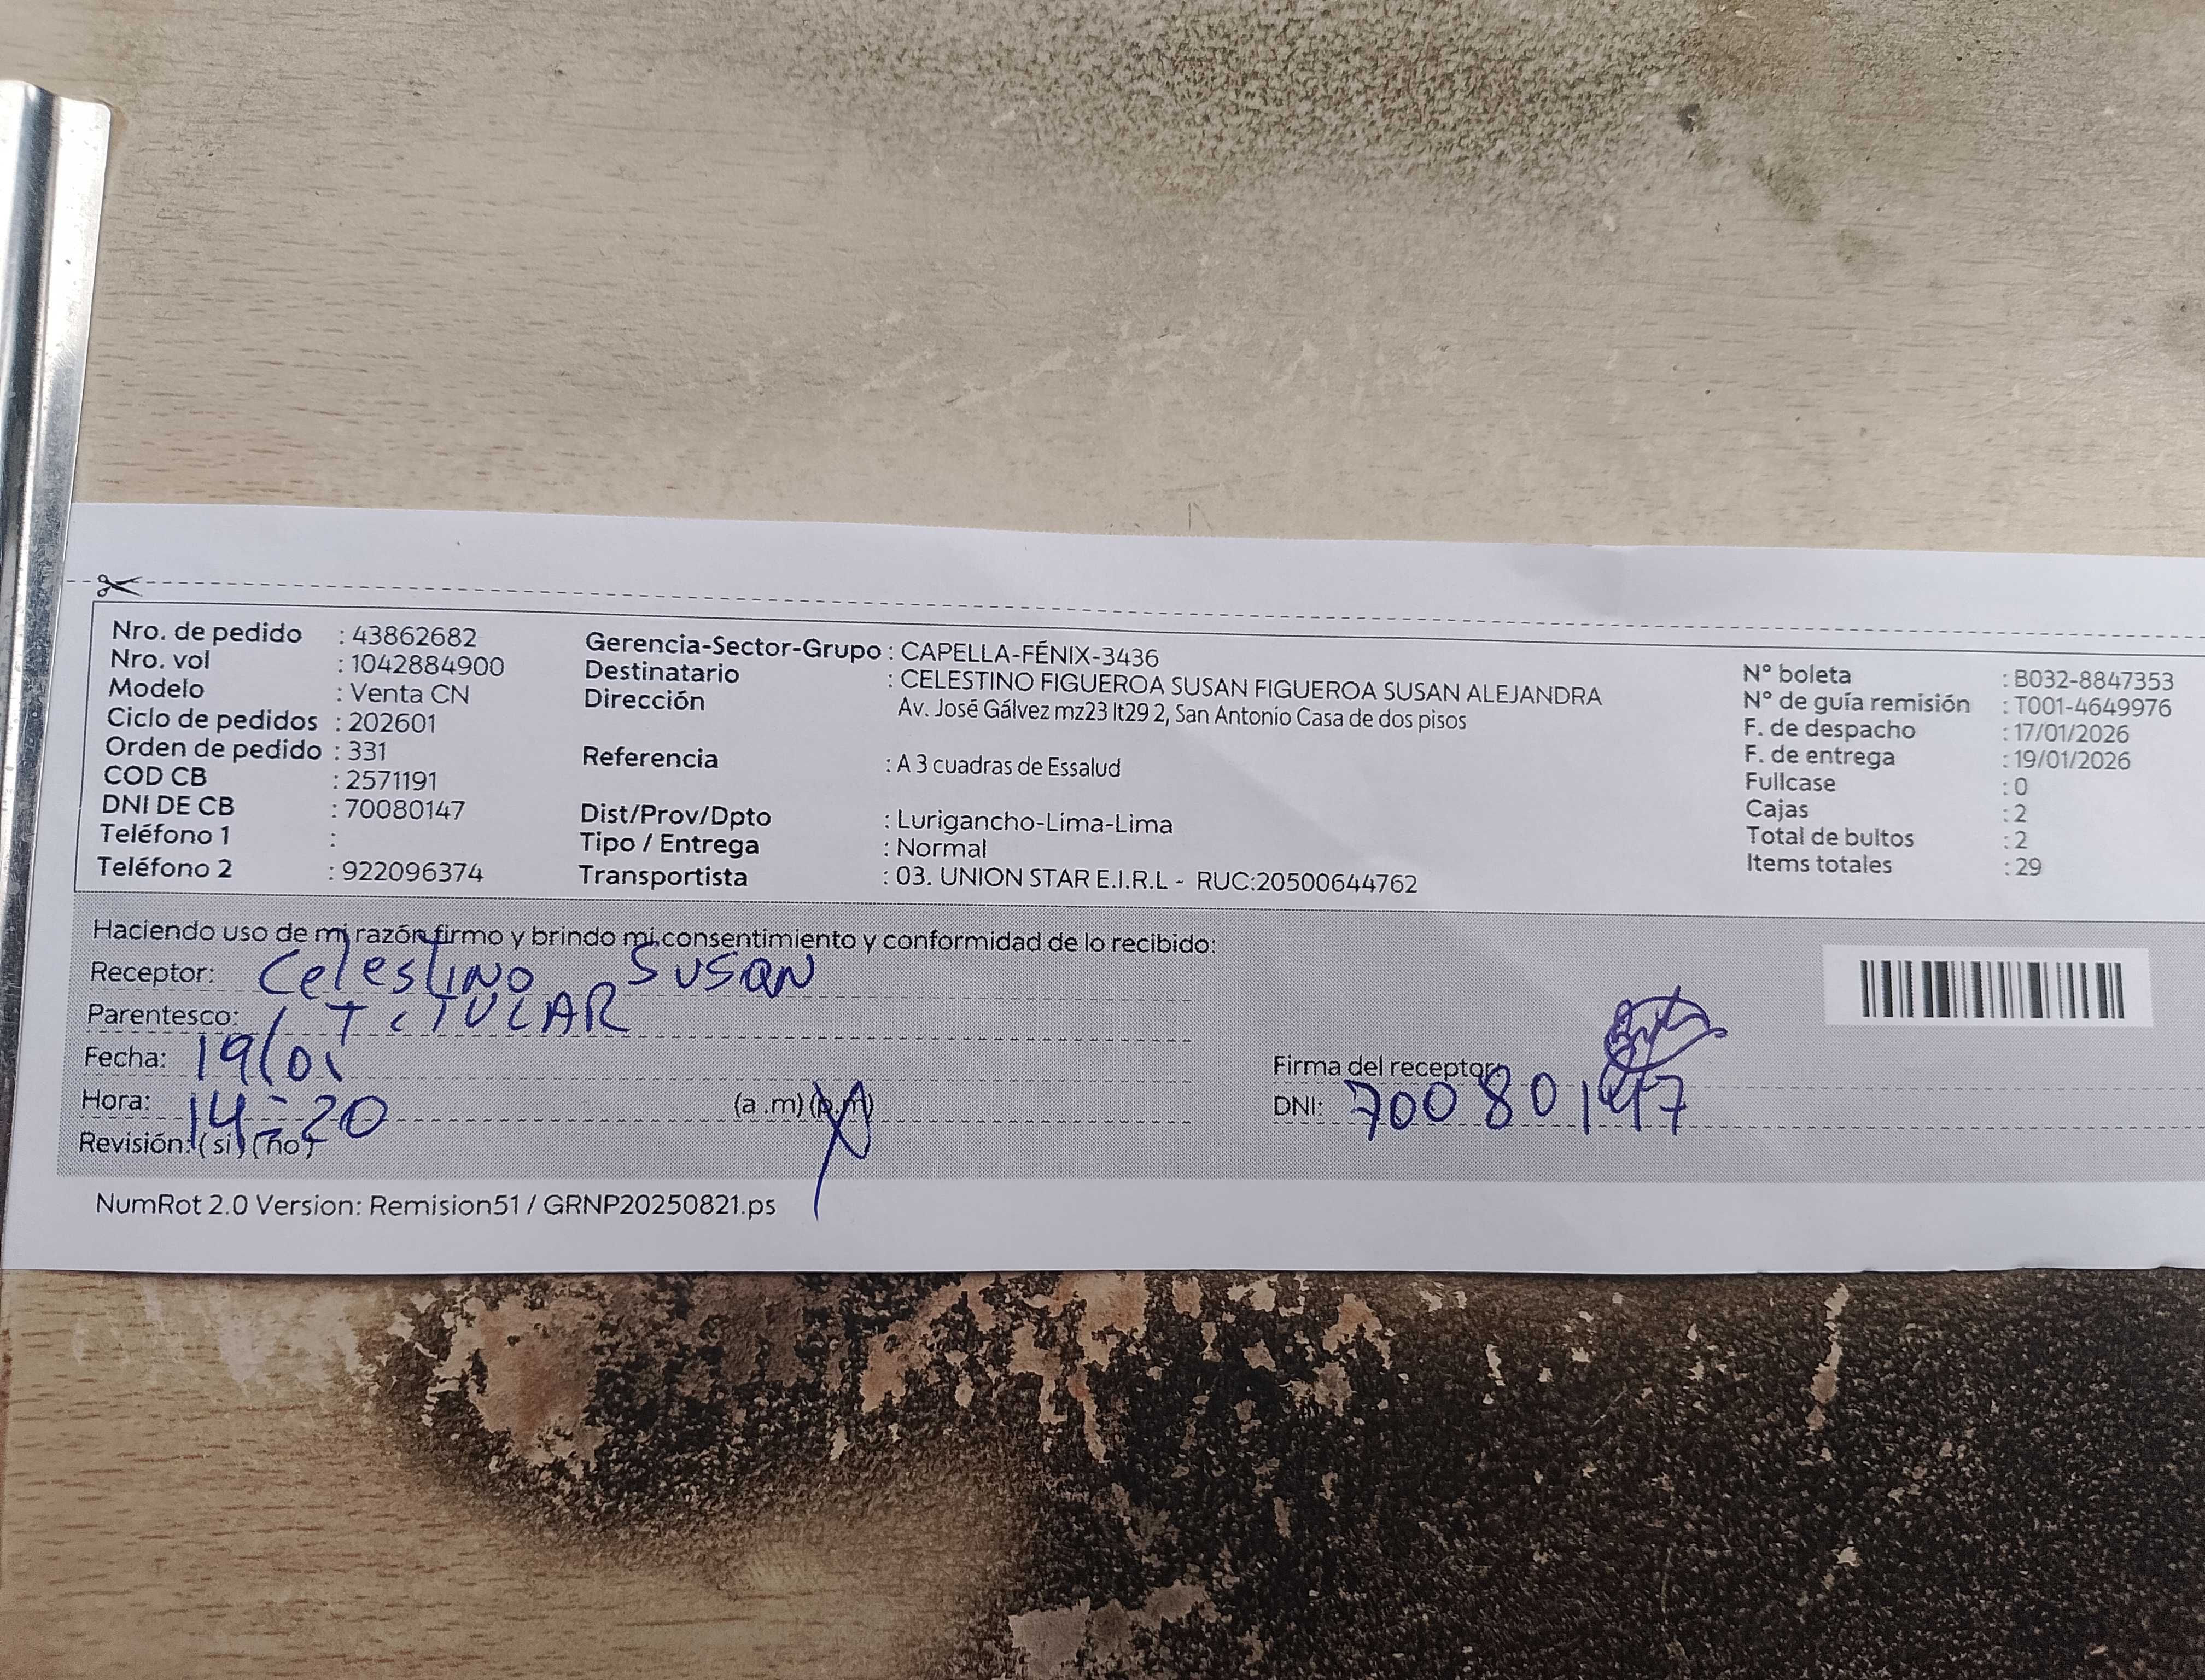 Nro. de pedido : 43862682
Nro. vol : 1042884900
Modelo : Venta CN
Ciclo de pedidos : 202601
Orden de pedido : 331
COD CB : 2571191
DNI DE CB : 70080147
Teléfono 1 :
Teléfono 2 : 922096374
Gerencia-Sector-Grupo : CAPELLA-FÉNIX-3436
Destinatario : CELESTINO FIGUEROA SUSAN FIGUEROA SUSAN ALEJANDRA
Dirección Av. José Gálvez mz23 lt29 2, San Antonio Casa de dos pisos
Referencia : A 3 cuadras de Essalud
Dist/Prov/Dpto : Lurigancho-Lima-Lima
Tipo / Entrega : Normal
Transportista : 03. UNION STAR E.I.R.L - RUC:20500644762
N° boleta : B032-8847353
N° de guía remisión : T001-4649976
F. de despacho : 17/01/2026
F. de entrega : 19/01/2026
Fullcase : 0
Cajas : 2
Total de bultos : 2
Items totales : 29
Haciendo uso de mi razón firmo y brindo mi consentimiento y conformidad de lo recibido:
Receptor: Celestino Susan
Parentesco: TiTULAR
Fecha: 19/01
Hora: 14:20 (a .m) (p.m)
Revisión: (si) (no)
Firma del receptor:
DNI: 70080147
NumRot 2.0 Version: Remision51 / GRNP20250821.ps